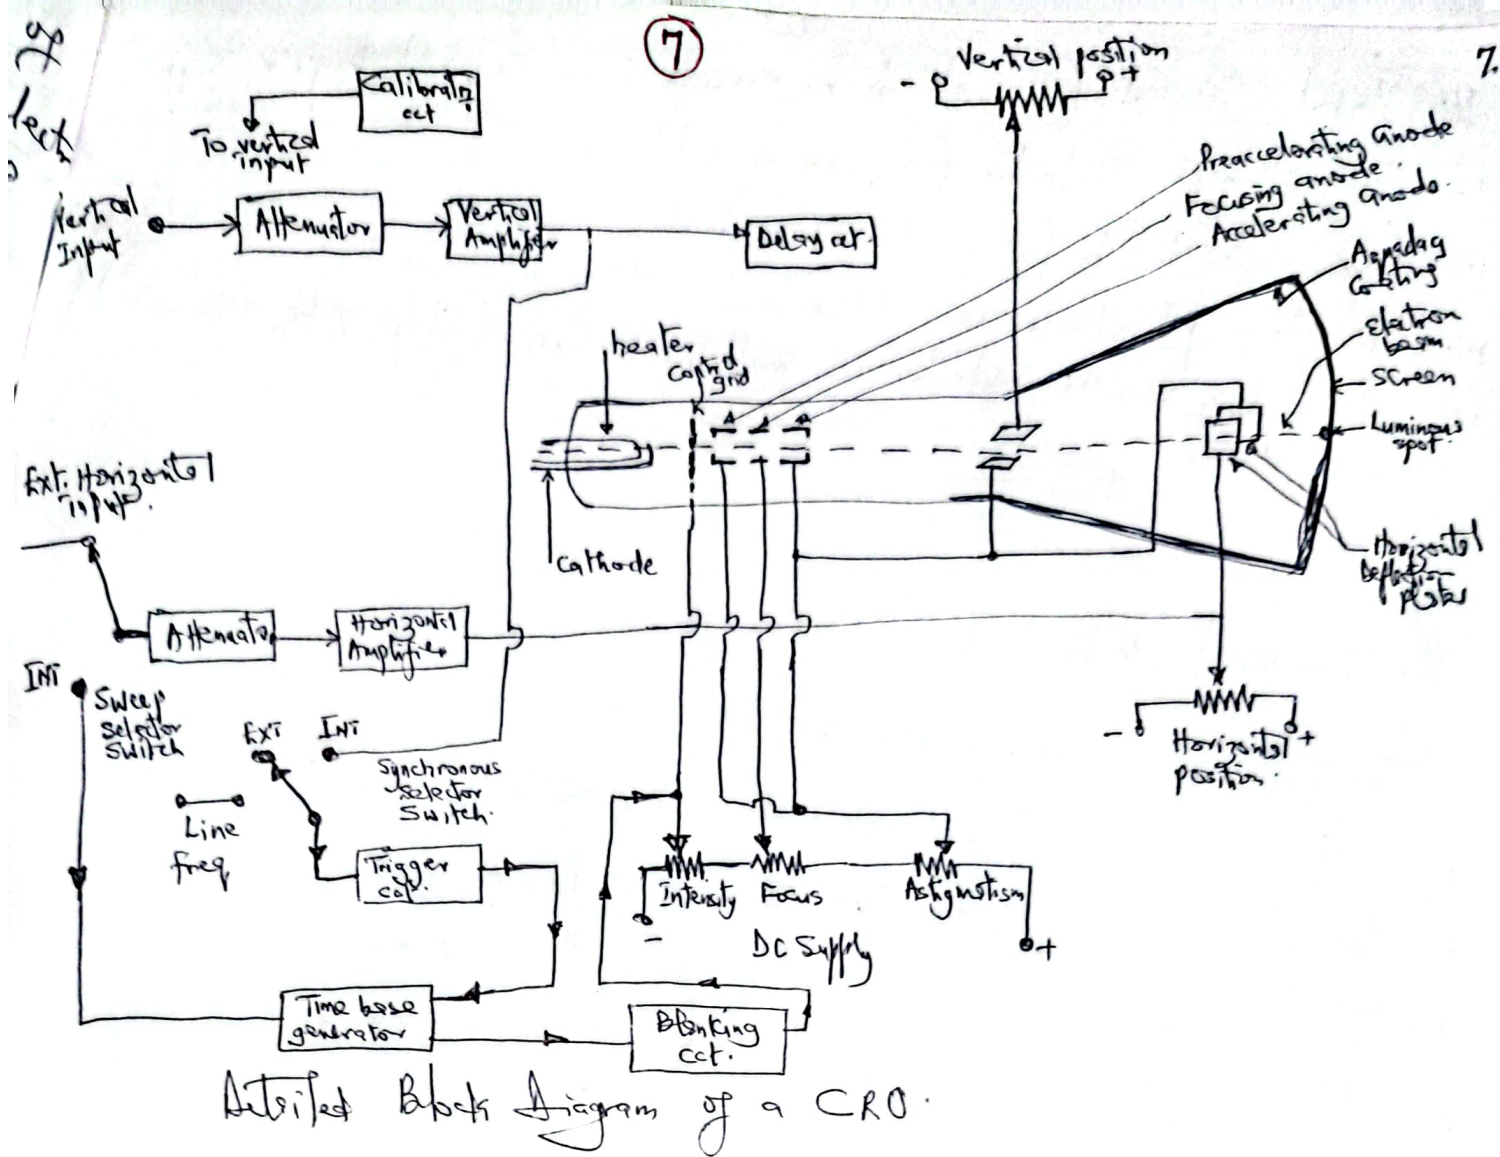 7
7.
Vertical position
- +
Calibratn.
cct
To vertical
input
Preaccelerating anode
Focusing anode.
Accelerating anode.
Vertical
Input
Attenuator
Vertical
Amplifier
Delay cct.
Aquadag
Coating
Electron
beam
Screen
Luminous
spot.
heater
Control
grid
Cathode
Ext. Horizontal
Input.
Horizontal
Deflection
plates
Attenuator
Horizontal
Amplifier
INT
Sweep
Selector
Switch
EXT
INT
Synchronous
Selector
Switch.
- +
Horizontal
position.
Line
freq
Trigger
cct.
Intensity
Focus
Astigmatism
-
DC Supply
+
Time base
generator
Blanking
cct.
Detailed Block Diagram of a CRO.